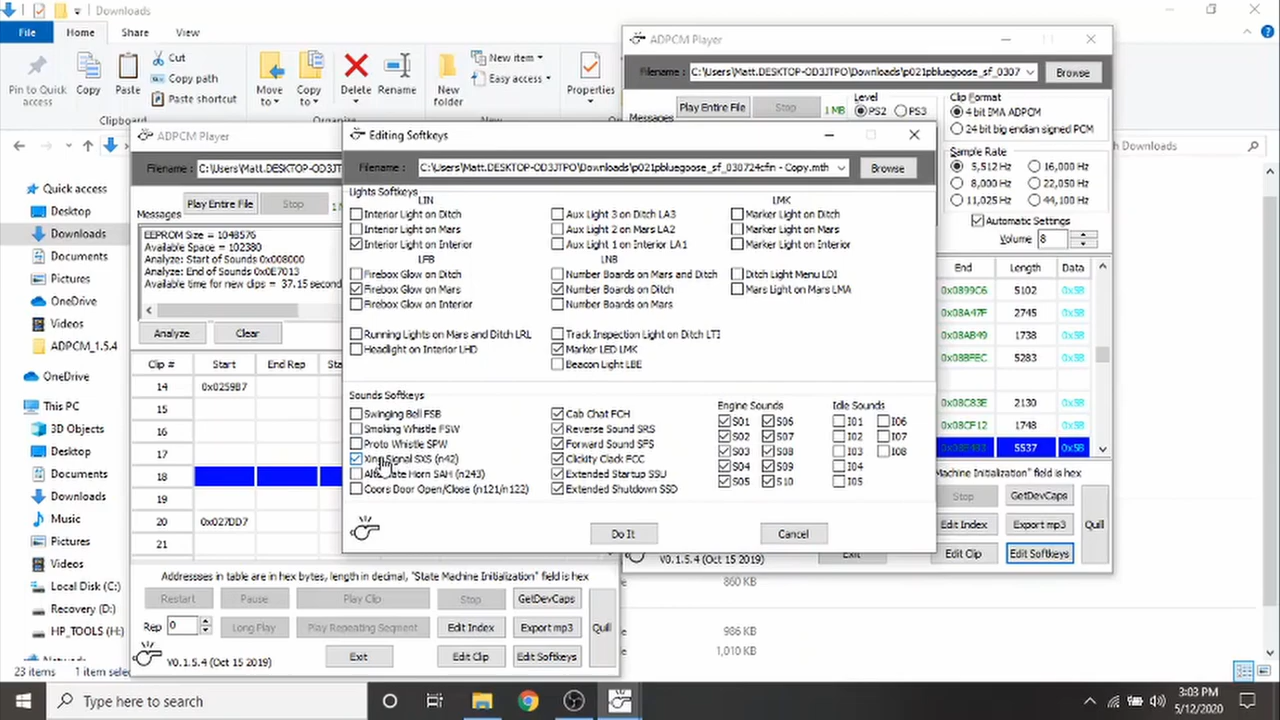 Downloads
File Home Share View
Pin to Quick access
Copy
Paste
Cut
Copy path
Paste shortcut
Move to
Copy to
Delete
Rename
New folder
New item
Easy access
Properties
Clipboard
Downloads
Quick access
Desktop
Downloads
Documents
Pictures
OneDrive
Videos
ADPCM_1.5.4
OneDrive
This PC
3D Objects
Desktop
Documents
Downloads
Music
Pictures
Videos
Local Disk (C:)
Recovery (D:)
HP_TOOLS (H:)
23 items
860 KB
986 KB
1,010 KB
ADPCM Player
Filename : C:\Users\Matt.DESKTOP-OD3JTPO\Downloads\p021pbluegoose_sf_0307
Browse
Play Entire File Stop 1 MB
Level
PS2 PS3
Clip Format
4 bit IMA ADPCM
24 bit big endian signed PCM
Sample Rate
5,512 Hz 16,000 Hz
8,000 Hz 22,050 Hz
11,025 Hz 44,100 Hz
Automatic Settings
Volume 8
End Length Data
0x0899C6 5102 0x5B
0x08A47F 2745 0x5B
0x08AB49 1738 0x5B
5283 0x5B
0x08C83E 2130 0x5B
0x08CF12 1748 0x5B
5537 0x5B
Machine Initialization" field is hex
Stop GetDevCaps
Edit Index Export mp3 Quit
Edit Clip Edit Softkeys
V0.1.5.4 (Oct 15 2019) Exit
ADPCM Player
Filename : C:\Users\Matt.DESKTOP-OD3JT
Messages
Play Entire File Stop
EEPROM Size = 1048576
Available Space = 102380
Analyze: Start of Sounds 0x008000
Analyze: End of Sounds 0x0E7013
Available time for new clips = 37.15 seconds
Analyze Clear
Clip # Start End Rep
14 0x0259B7
15
16
17
18
19
20 0x027DD7
21
Addressses in table are in hex bytes, length in decimal, "State Machine Initialization" field is hex
Restart Pause Play Clip Stop GetDevCaps
Rep 0 Long Play Play Repeating Segment Edit Index Export mp3 Quit
V0.1.5.4 (Oct 15 2019) Exit Edit Clip Edit Softkeys
Editing Softkeys
Filename : C:\Users\Matt.DESKTOP-OD3JTPO\Downloads\p021pbluegoose_sf_030724cfin - Copy.mth
Browse
Lights Softkeys
LIN LMK
Interior Light on Ditch Aux Light 3 on Ditch LA3 Marker Light on Ditch
Interior Light on Mars Aux Light 2 on Mars LA2 Marker Light on Mars
Interior Light on Interior Aux Light 1 on Interior LA1 Marker Light on Interior
LFB LNB
Firebox Glow on Ditch Number Boards on Mars and Ditch Ditch Light Menu LDI
Firebox Glow on Mars Number Boards on Ditch Mars Light on Mars LMA
Firebox Glow on Interior Number Boards on Mars
Running Lights on Mars and Ditch LRL Track Inspection Light on Ditch LTI
Headlight on Interior LHD Marker LED LMK
Beacon Light LBE
Sounds Softkeys
Swinging Bell FSB Cab Chat FCH
Smoking Whistle FSW Reverse Sound SRS
Proto Whistle SPW Forward Sound SFS
SXS (n42) Clickity Clack FCC
Horn SAH (n243) Extended Startup SSU
Coors Door Open/Close (n121/n122) Extended Shutdown SSD
Engine Sounds Idle Sounds
S01 S06 I01 I06
S02 S07 I02 I07
S03 S08 I03 I08
S04 S09 I04
S05 S10 I05
Do It Cancel
Type here to search
3:03 PM
5/12/2020